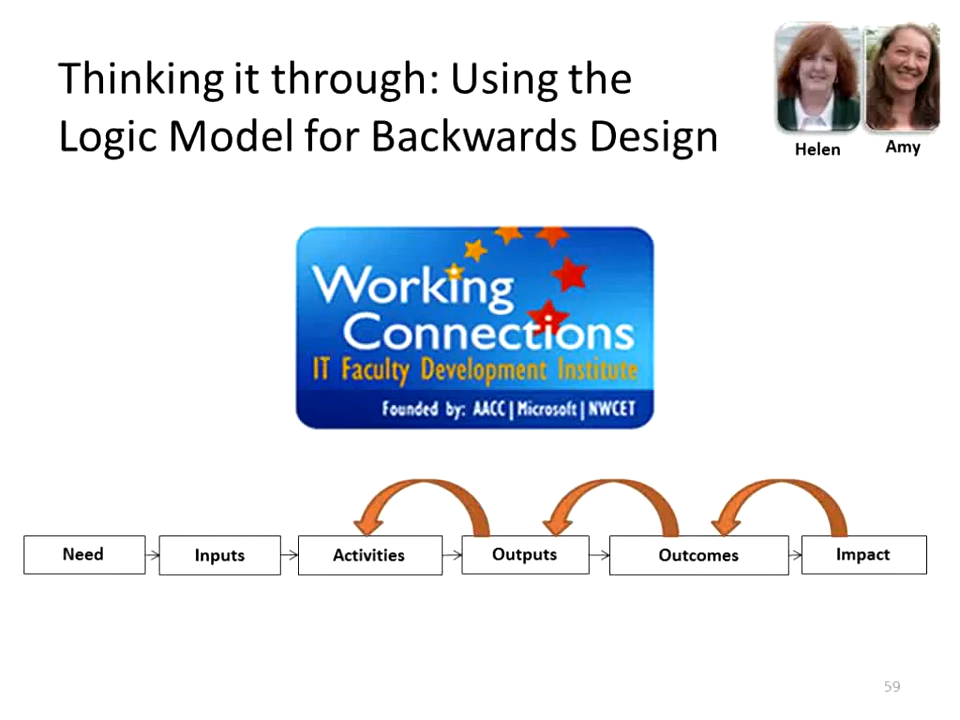 Thinking it through: Using the
Logic Model for Backwards Design
Helen
Amy
Working
Connections
IT Faculty Development Institute
Founded by: AACC | Microsoft | NWCET
Need
Inputs
Activities
Outputs
Outcomes
Impact
59